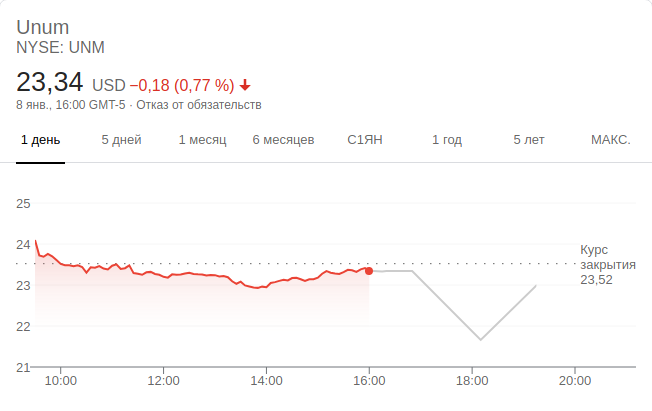 Unum
NYSE: UNM
23,34 USD −0,18 (0,77 %)
8 янв., 16:00 GMT-5 · Отказ от обязательств
1 день 5 дней 1 месяц 6 месяцев С1ЯН 1 год 5 лет МАКС.
25
24
23
22
21
Курс
закрытия
23,52
10:00 12:00 14:00 16:00 18:00 20:00